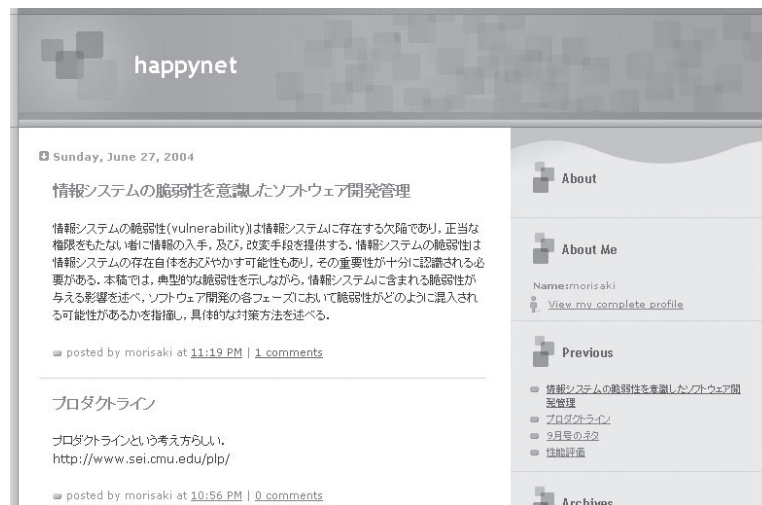 happynet
Sunday, June 27, 2004
情報システムの脆弱性を意識したソフトウェア開発管理
情報システムの脆弱性(vulnerability)は情報システムに存在する欠陥であり, 正当な
権限をもたない者に情報の入手, 及び, 改変手段を提供する. 情報システムの脆弱性は
情報システムの存在自体をおびやかす可能性もあり, その重要性が十分に認識される必
要がある. 本稿では, 典型的な脆弱性を示しながら, 情報システムに含まれる脆弱性が
与える影響を述べ, ソフトウェア開発の各フェーズにおいて脆弱性がどのように混入され
る可能性があるかを指摘し, 具体的な対策方法を述べる.
posted by morisaki at 11:19 PM | 1 comments
プロダクトライン
プロダクトラインという考え方らしい.
http://www.sei.cmu.edu/plp/
posted by morisaki at 10:56 PM | 0 comments
About
About Me
Name:morisaki
View my complete profile
Previous
情報システムの脆弱性を意識したソフトウェア開
発管理
プロダクトライン
9月号のネタ
性能評価
Archives